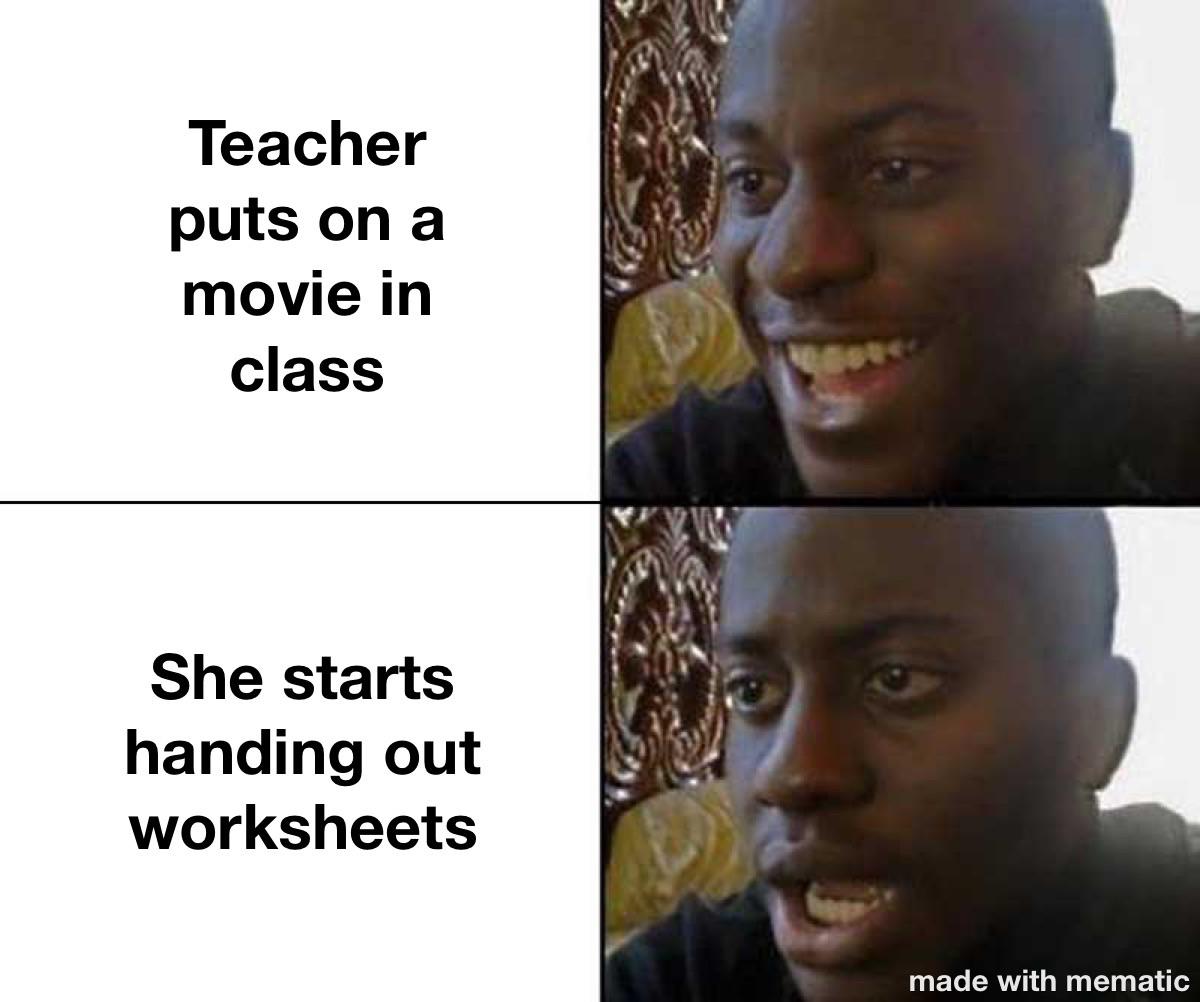 Teacher
puts on a
movie in
class
She starts
handing out
worksheets
made with mematic